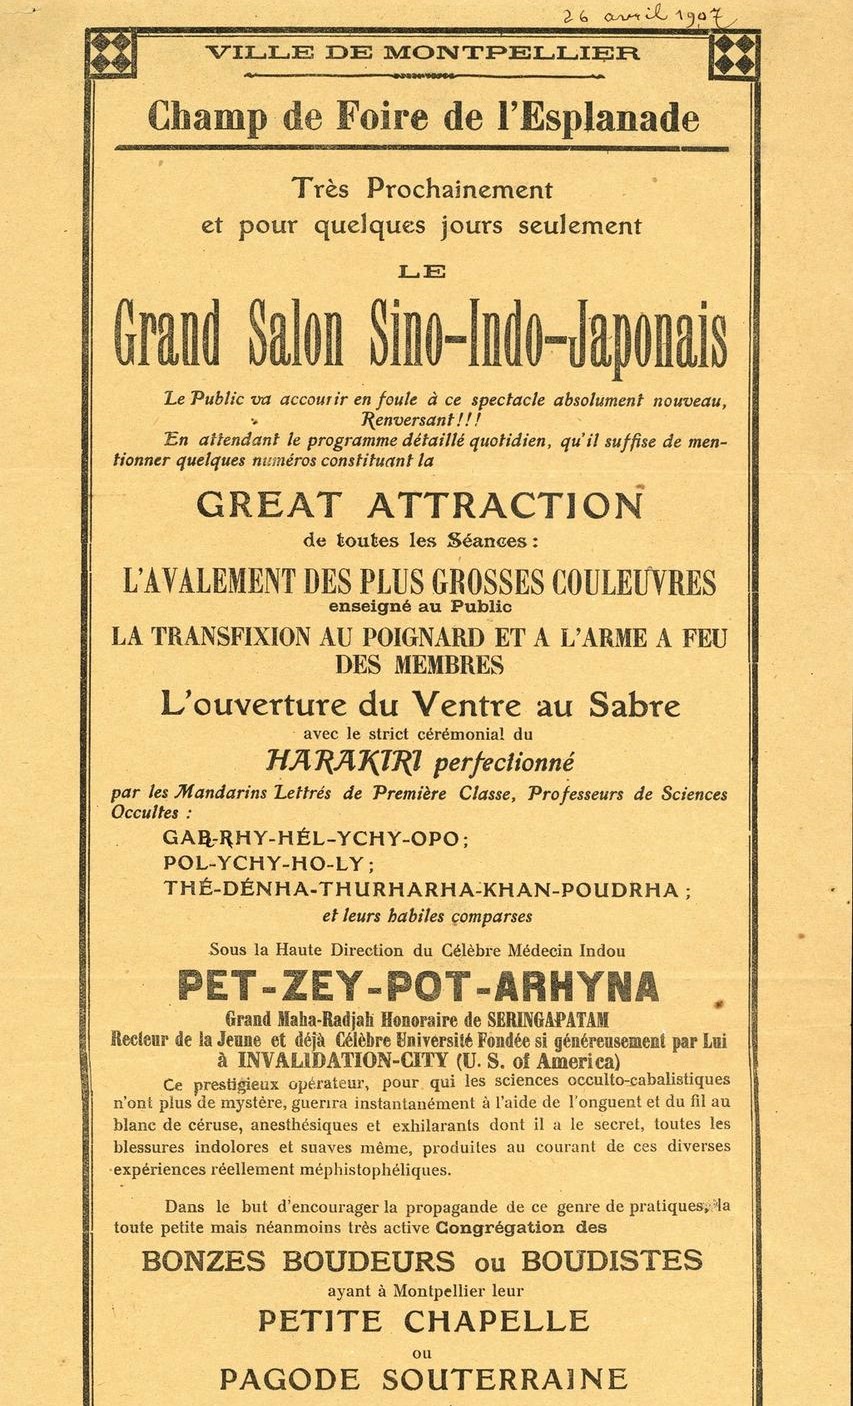 26 avril 1907
VILLE DE MONTPELLIER
Champ de Foire de l'Esplanade
Très Prochainement
et pour quelques jours seulement
LE
Grand Salon Sino-Indo-Japonais
Le Public va accourir en foule à ce spectacle absolument nouveau,
Renversant!!!
En attendant le programme détaillé quotidien, qu'il suffise de men-
tionner quelques numéros constituant la
GREAT ATTRACTION
de toutes les Séances :
L'AVALEMENT DES PLUS GROSSES COULEUVRES
enseigné au Public
LA TRANSFIXION AU POIGNARD ET A L'ARME A FEU
DES MEMBRES
L'ouverture du Ventre au Sabre
avec le strict cérémonial du
HARAKIRI perfectionné
par les Mandarins Lettrés de Première Classe, Professeurs de Sciences
Occultes :
GAR-RHY-HÉL-YCHY-OPO;
POL-YCHY-HO-LY;
THÉ-DÉNHA-THURHARHA-KHAN-POUDRHA;
et leurs habiles comparses
Sous la Haute Direction du Célèbre Médecin Indou
PET-ZEY-POT-ARHYNA
Grand Maha-Radjah Honoraire de SERINGAPATAM
Recteur de la Jeune et déjà Célèbre Université Fondée si généreusement par Lui
à INVALIDATION-CITY (U. S. of America)
Ce prestigieux opérateur, pour qui les sciences occulto-cabalistiques
n'ont plus de mystère, guerira instantanément à l'aide de l'onguent et du fil au
blanc de céruse, anesthésiques et exhilarants dont il a le secret, toutes les
blessures indolores et suaves même, produites au courant de ces diverses
expériences réellement méphistophéliques.
Dans le but d'encourager la propagande de ce genre de pratiques, la
toute petite mais néanmoins très active Congrégation des
BONZES BOUDEURS ou BOUDISTES
ayant à Montpellier leur
PETITE CHAPELLE
ou
PAGODE SOUTERRAINE